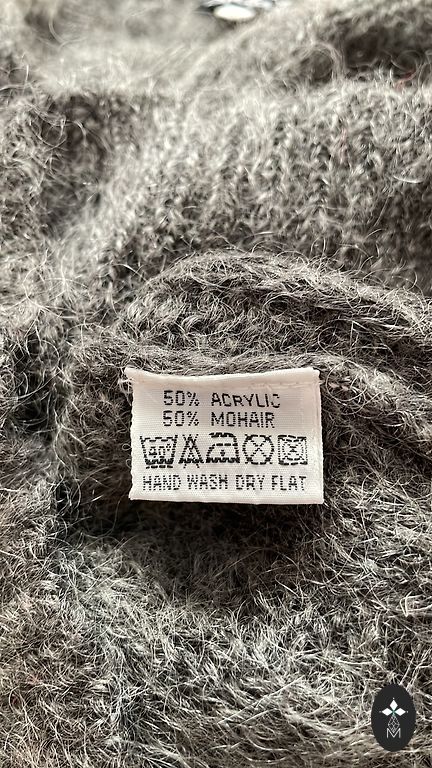 50% ACRYLIC
50% MOHAIR
HAND WASH DRY FLAT
M